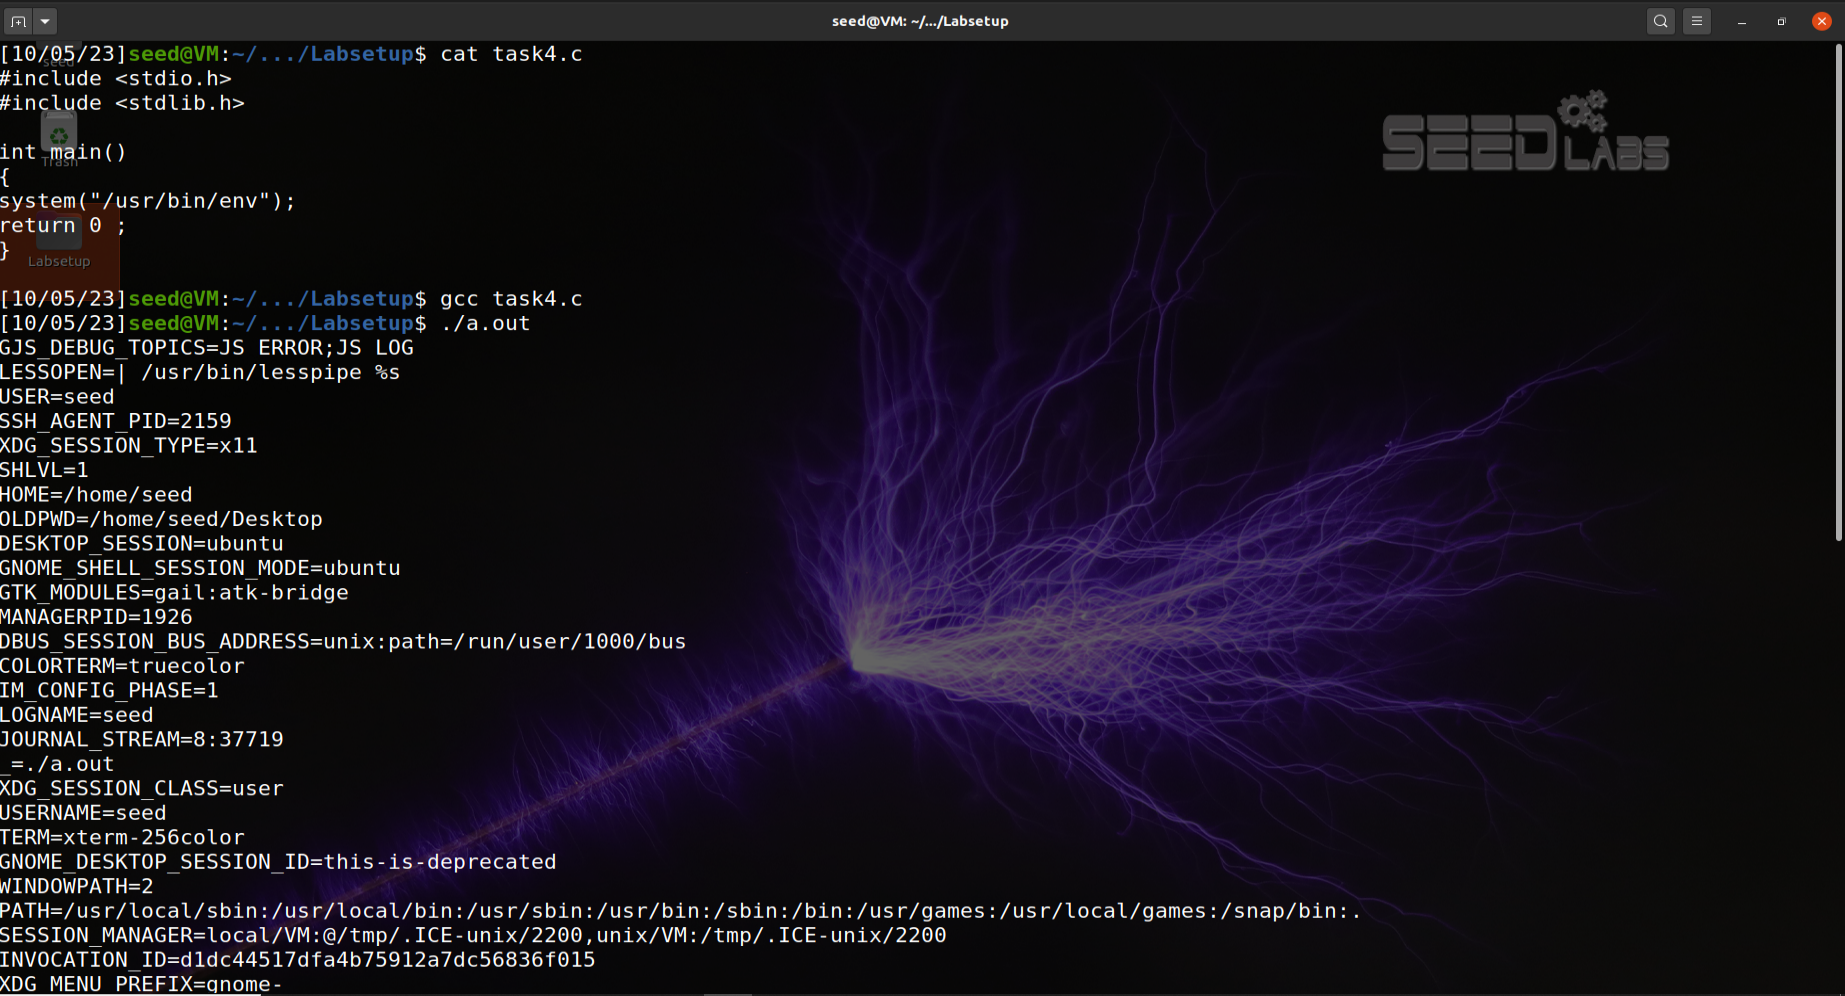 seed@VM: ~/.../Labsetup
[10/05/23]seed@VM:~/.../Labsetup$ cat task4.c
seed
#include <stdio.h>
#include <stdlib.h>
SEED LABS
int main()
Trash
{
system("/usr/bin/env");
return 0 ;
}
Labsetup
[10/05/23]seed@VM:~/.../Labsetup$ gcc task4.c
[10/05/23]seed@VM:~/.../Labsetup$ ./a.out
GJS_DEBUG_TOPICS=JS ERROR;JS LOG
LESSOPEN=| /usr/bin/lesspipe %s
USER=seed
SSH_AGENT_PID=2159
XDG_SESSION_TYPE=x11
SHLVL=1
HOME=/home/seed
OLDPWD=/home/seed/Desktop
DESKTOP_SESSION=ubuntu
GNOME_SHELL_SESSION_MODE=ubuntu
GTK_MODULES=gail:atk-bridge
MANAGERPID=1926
DBUS_SESSION_BUS_ADDRESS=unix:path=/run/user/1000/bus
COLORTERM=truecolor
IM_CONFIG_PHASE=1
LOGNAME=seed
JOURNAL_STREAM=8:37719
_=./a.out
XDG_SESSION_CLASS=user
USERNAME=seed
TERM=xterm-256color
GNOME_DESKTOP_SESSION_ID=this-is-deprecated
WINDOWPATH=2
PATH=/usr/local/sbin:/usr/local/bin:/usr/sbin:/usr/bin:/sbin:/bin:/usr/games:/usr/local/games:/snap/bin:.
SESSION_MANAGER=local/VM:@/tmp/.ICE-unix/2200,unix/VM:/tmp/.ICE-unix/2200
INVOCATION_ID=d1dc44517dfa4b75912a7dc56836f015
XDG_MENU_PREFIX=gnome-